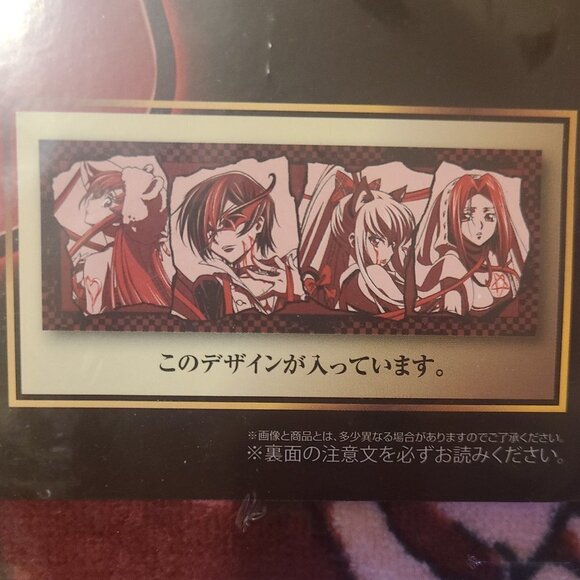 このデザインが入っています。
※画像と商品とは、多少異なる場合がありますのでご了承ください。
※裏面の注意文を必ずお読みください。